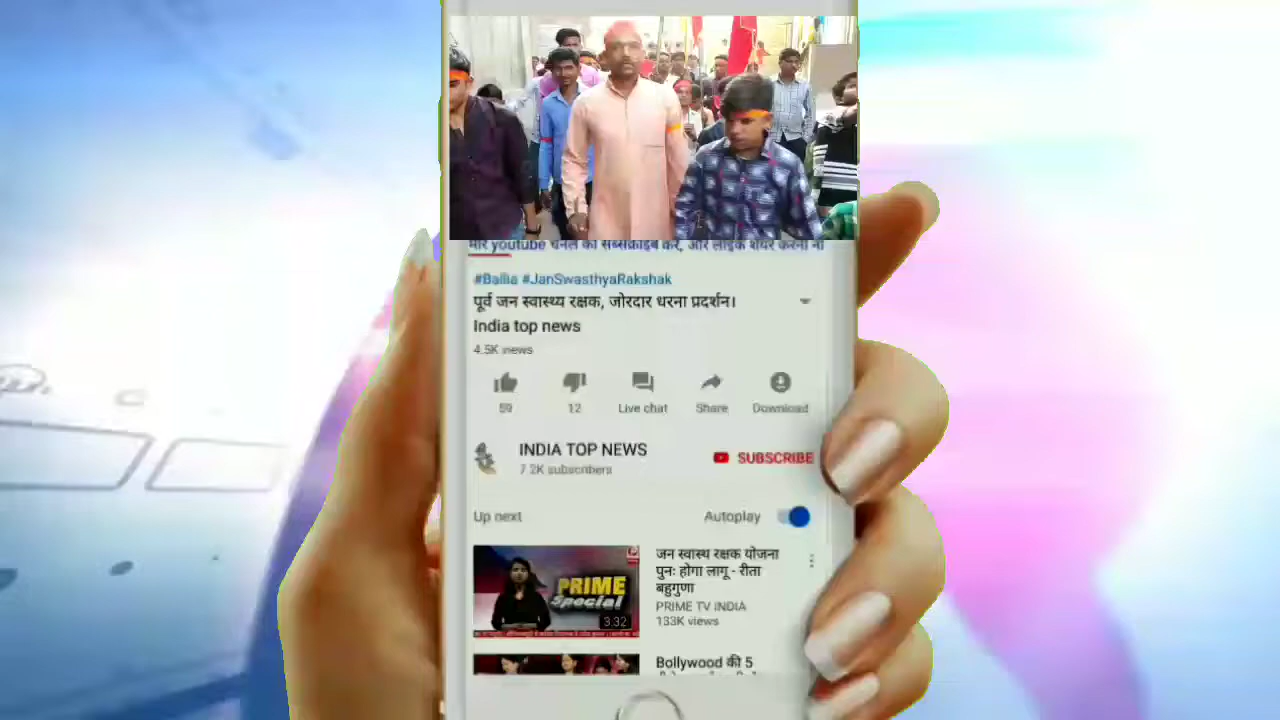 मोर youtube चैनल को सब्सक्राइब करें, और लाइक शेयर करना ना
#Ballia #JanSwasthyaRakshak
पूर्व जन स्वास्थ्य रक्षक, जोरदार धरना प्रदर्शन।
India top news
4.5K news
59
12
Live chat
Share
Download
INDIA TOP NEWS
7.2K subscribers
SUBSCRIBE
Up next
Autoplay
PRIME
Special
3:32
जन स्वास्थ रक्षक योजना
पुनः होगा लागू - रीता
बहुगुणा
PRIME TV INDIA
133K views
Bollywood की 5